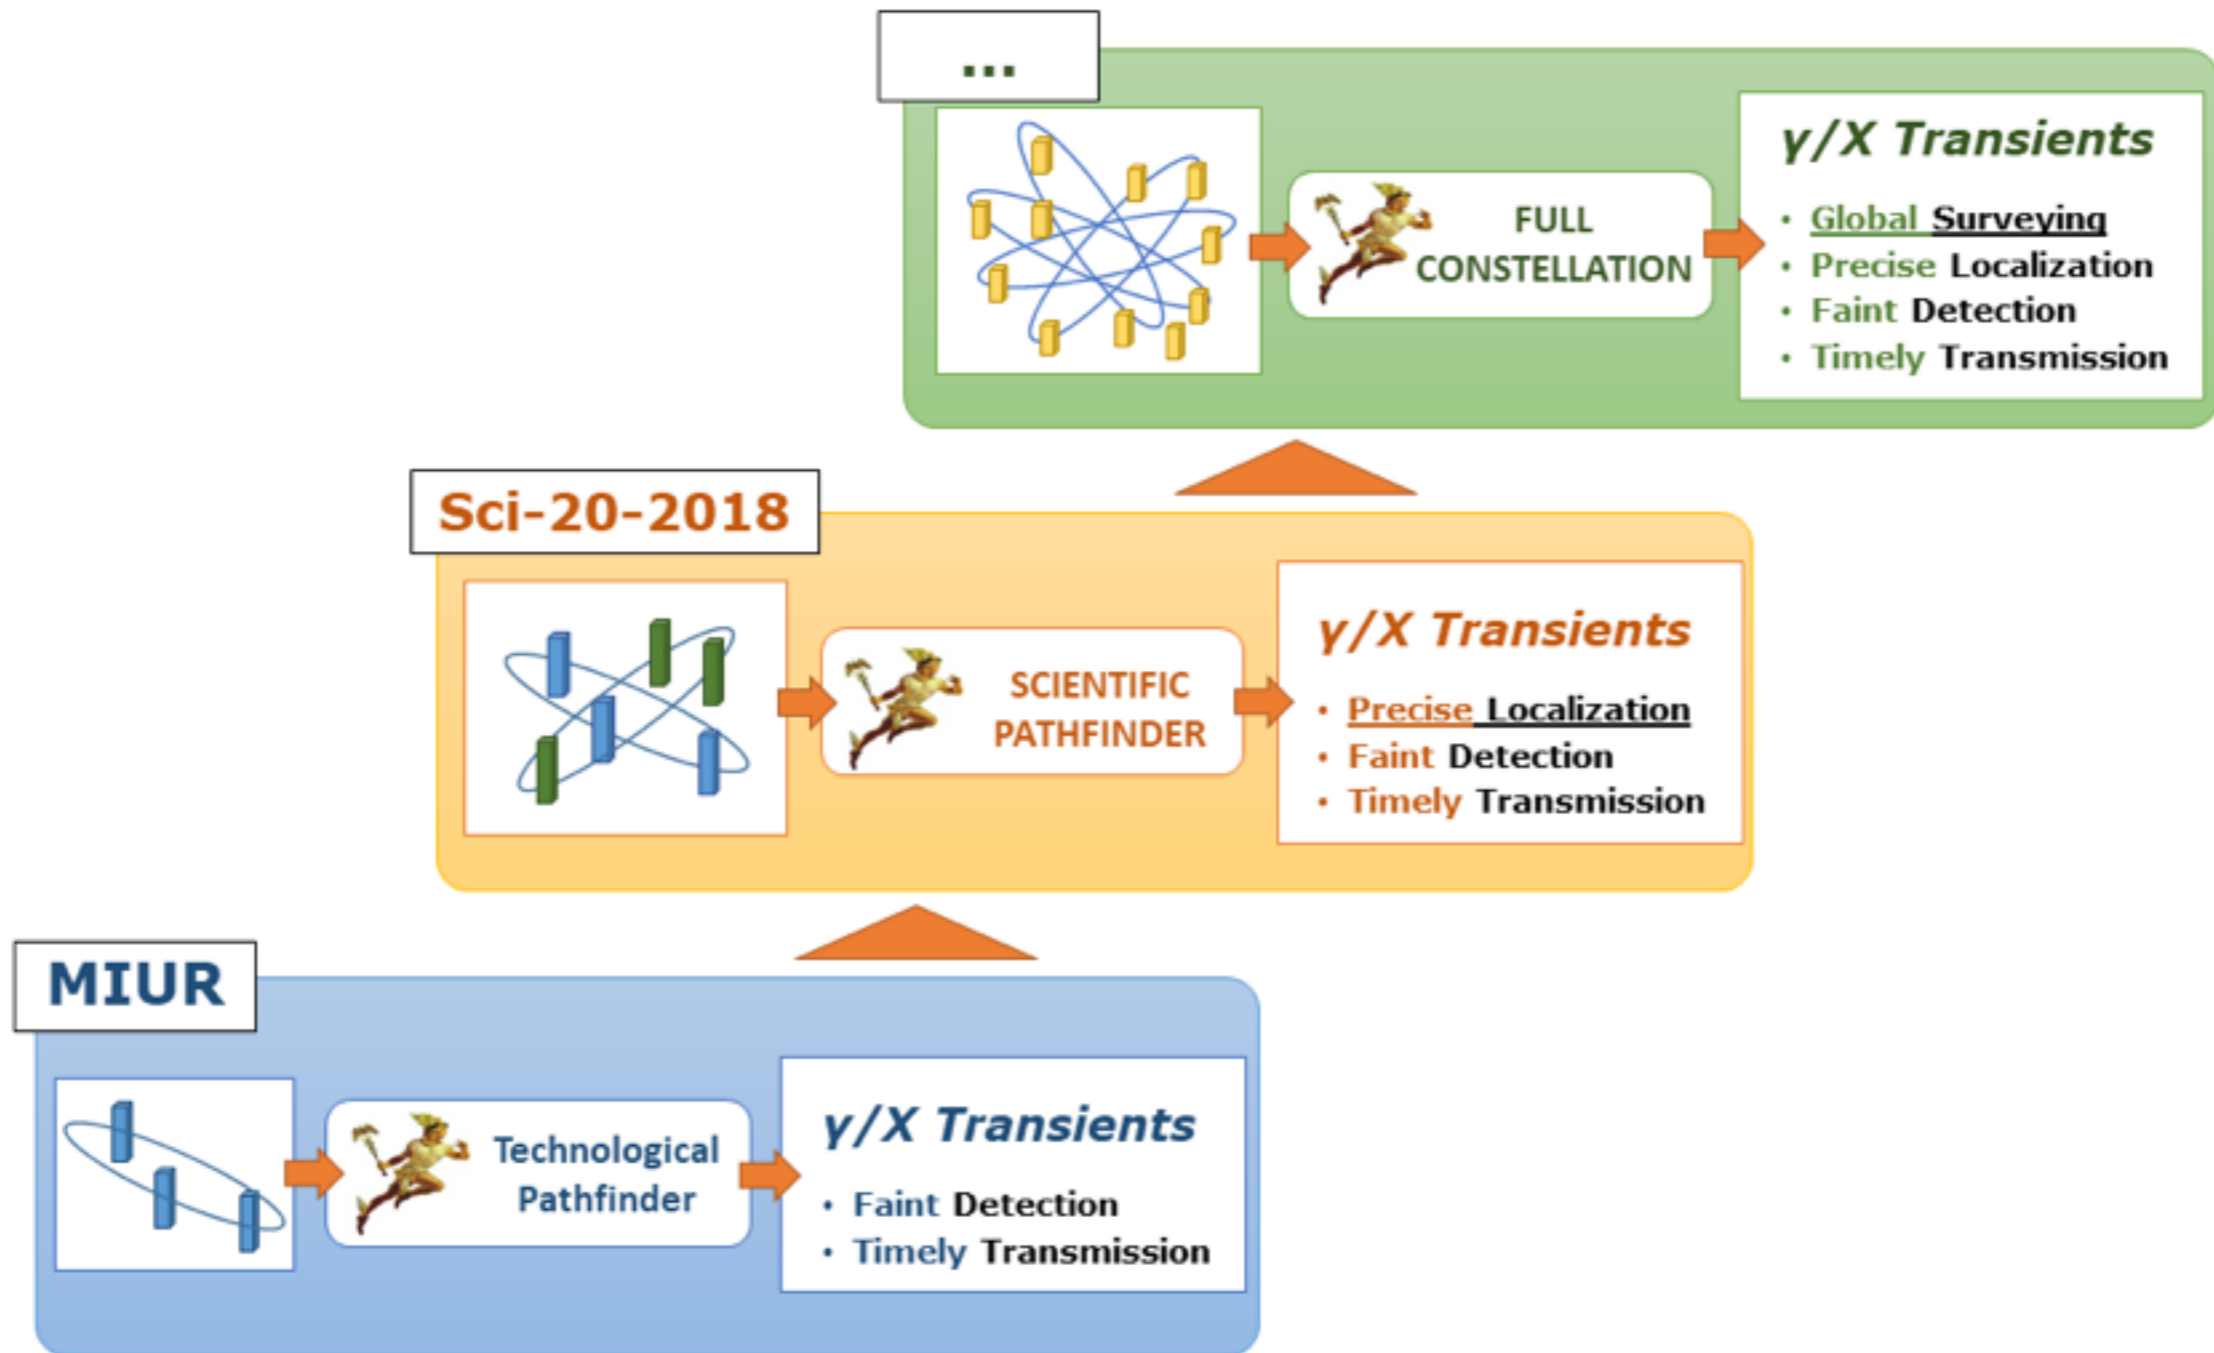 ...
γ/X Transients
• Global Surveying
• Precise Localization
• Faint Detection
• Timely Transmission
FULL
CONSTELLATION
Sci-20-2018
γ/X Transients
• Precise Localization
• Faint Detection
• Timely Transmission
SCIENTIFIC
PATHFINDER
MIUR
γ/X Transients
• Faint Detection
• Timely Transmission
Technological
Pathfinder